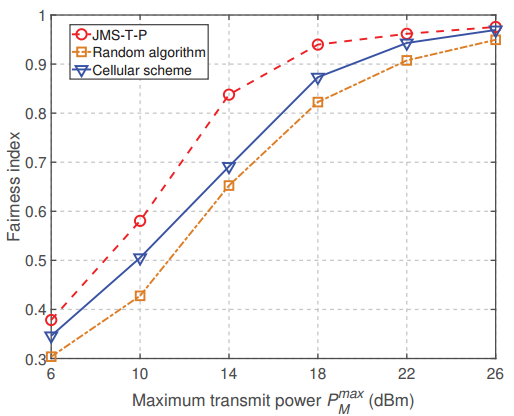 1
0.9
0.8
0.7
0.6
0.5
0.4
0.3
Fairness index
JMS-T-P
Random algorithm
Cellular scheme
6 10 14 18 22 26
Maximum transmit power P_M^max (dBm)